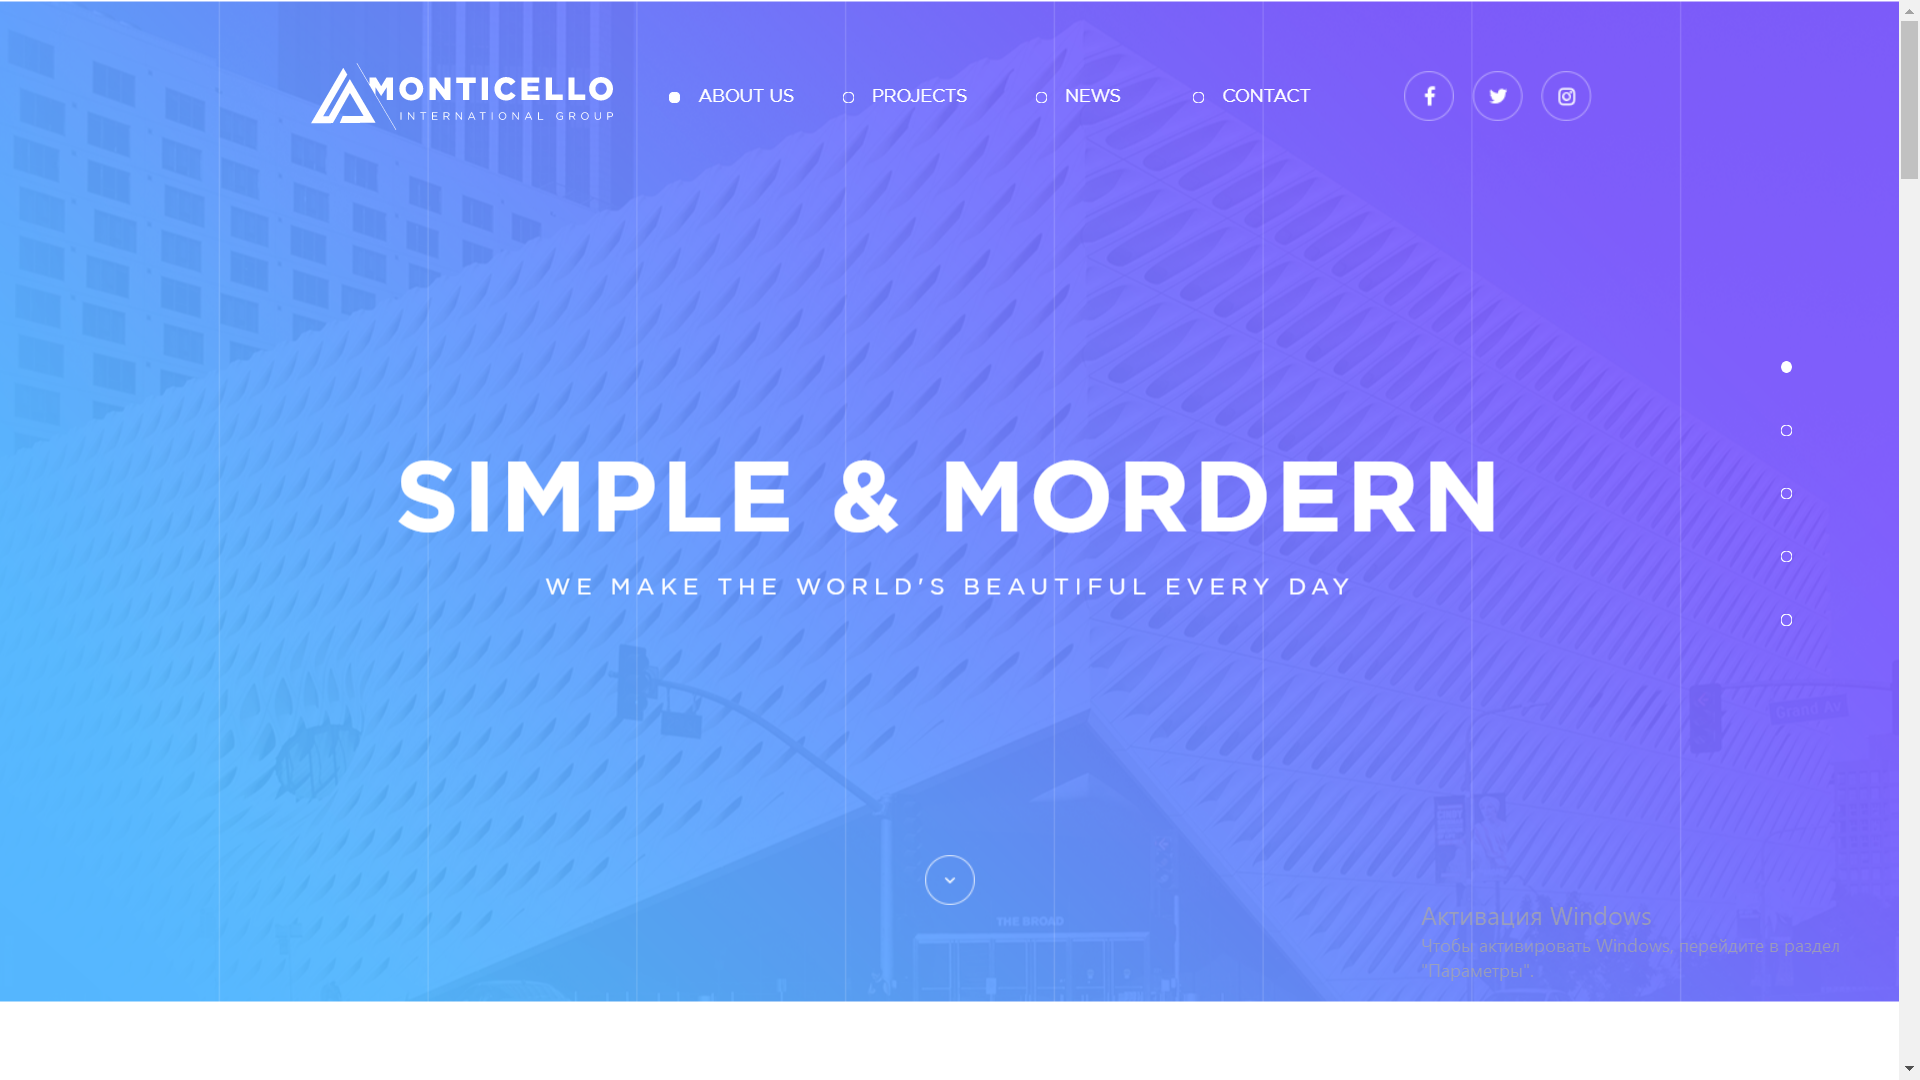 MONTICELLO
INTERNATIONAL GROUP
ABOUT US
PROJECTS
NEWS
CONTACT
SIMPLE & MORDERN
WE MAKE THE WORLD'S BEAUTIFUL EVERY DAY
Grand Av
THE BROAD
Активация Windows
Чтобы активировать Windows, перейдите в раздел
"Параметры".